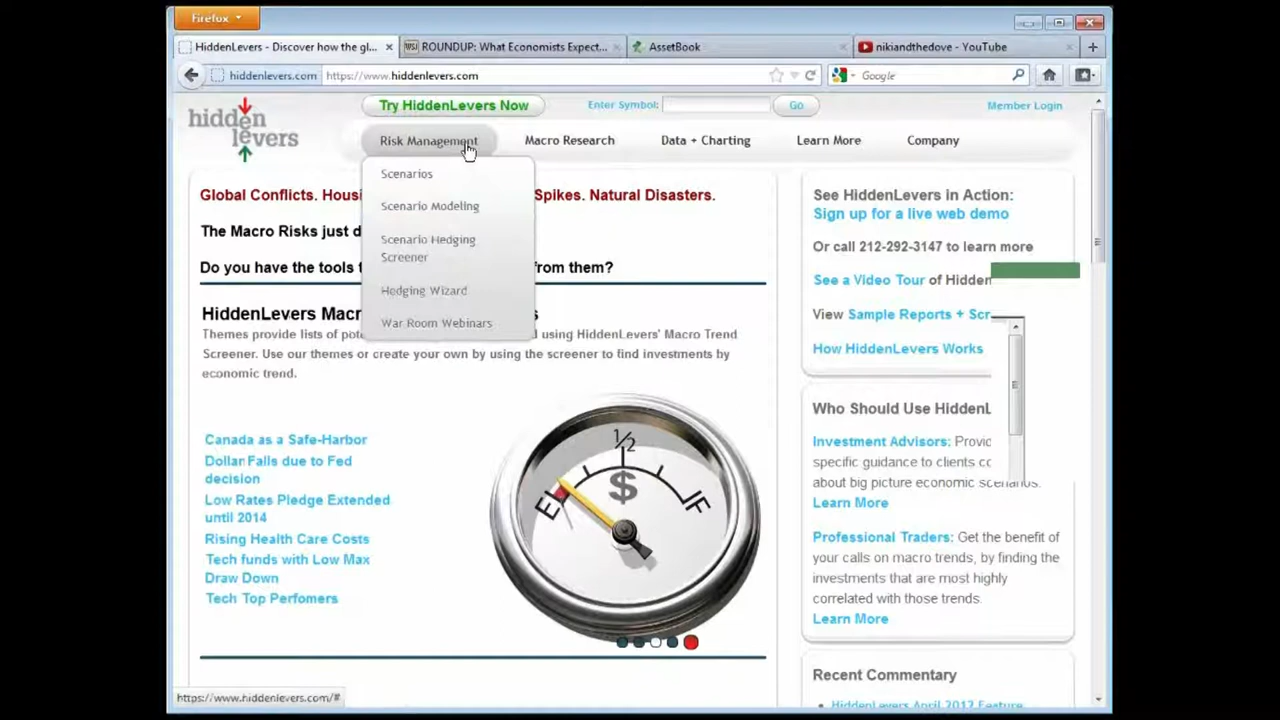 Firefox
HiddenLevers - Discover how the gl...
ROUNDUP: What Economists Expect...
AssetBook
nikiandthedove - YouTube
hiddenlevers.com
https://www.hiddenlevers.com
Google
hidden
levers
Try HiddenLevers Now
Enter Symbol:
Go
Member Login
Risk Management
Macro Research
Data + Charting
Learn More
Company
Scenarios
Scenario Modeling
Scenario Hedging
Screener
Hedging Wizard
War Room Webinars
Global Conflicts. Housi
Spikes. Natural Disasters.
The Macro Risks just d
Do you have the tools t
from them?
HiddenLevers Macr
s
Themes provide lists of pote
using HiddenLevers' Macro Trend
Screener. Use our themes or create your own by using the screener to find investments by
economic trend.
Canada as a Safe-Harbor
Dollar Falls due to Fed
decision
Low Rates Pledge Extended
until 2014
Rising Health Care Costs
Tech funds with Low Max
Draw Down
Tech Top Perfomers
E
1/2
F
$
See HiddenLevers in Action:
Sign up for a live web demo
Or call 212-292-3147 to learn more
See a Video Tour of Hidden
View Sample Reports + Scr
How HiddenLevers Works
Who Should Use HiddenL
Investment Advisors: Provic
specific guidance to clients cc
about big picture economic scenarios.
Learn More
Professional Traders: Get the benefit of
your calls on macro trends, by finding the
investments that are most highly
correlated with those trends.
Learn More
Recent Commentary
HiddenLevers April 2012 Feature
https://www.hiddenlevers.com/#